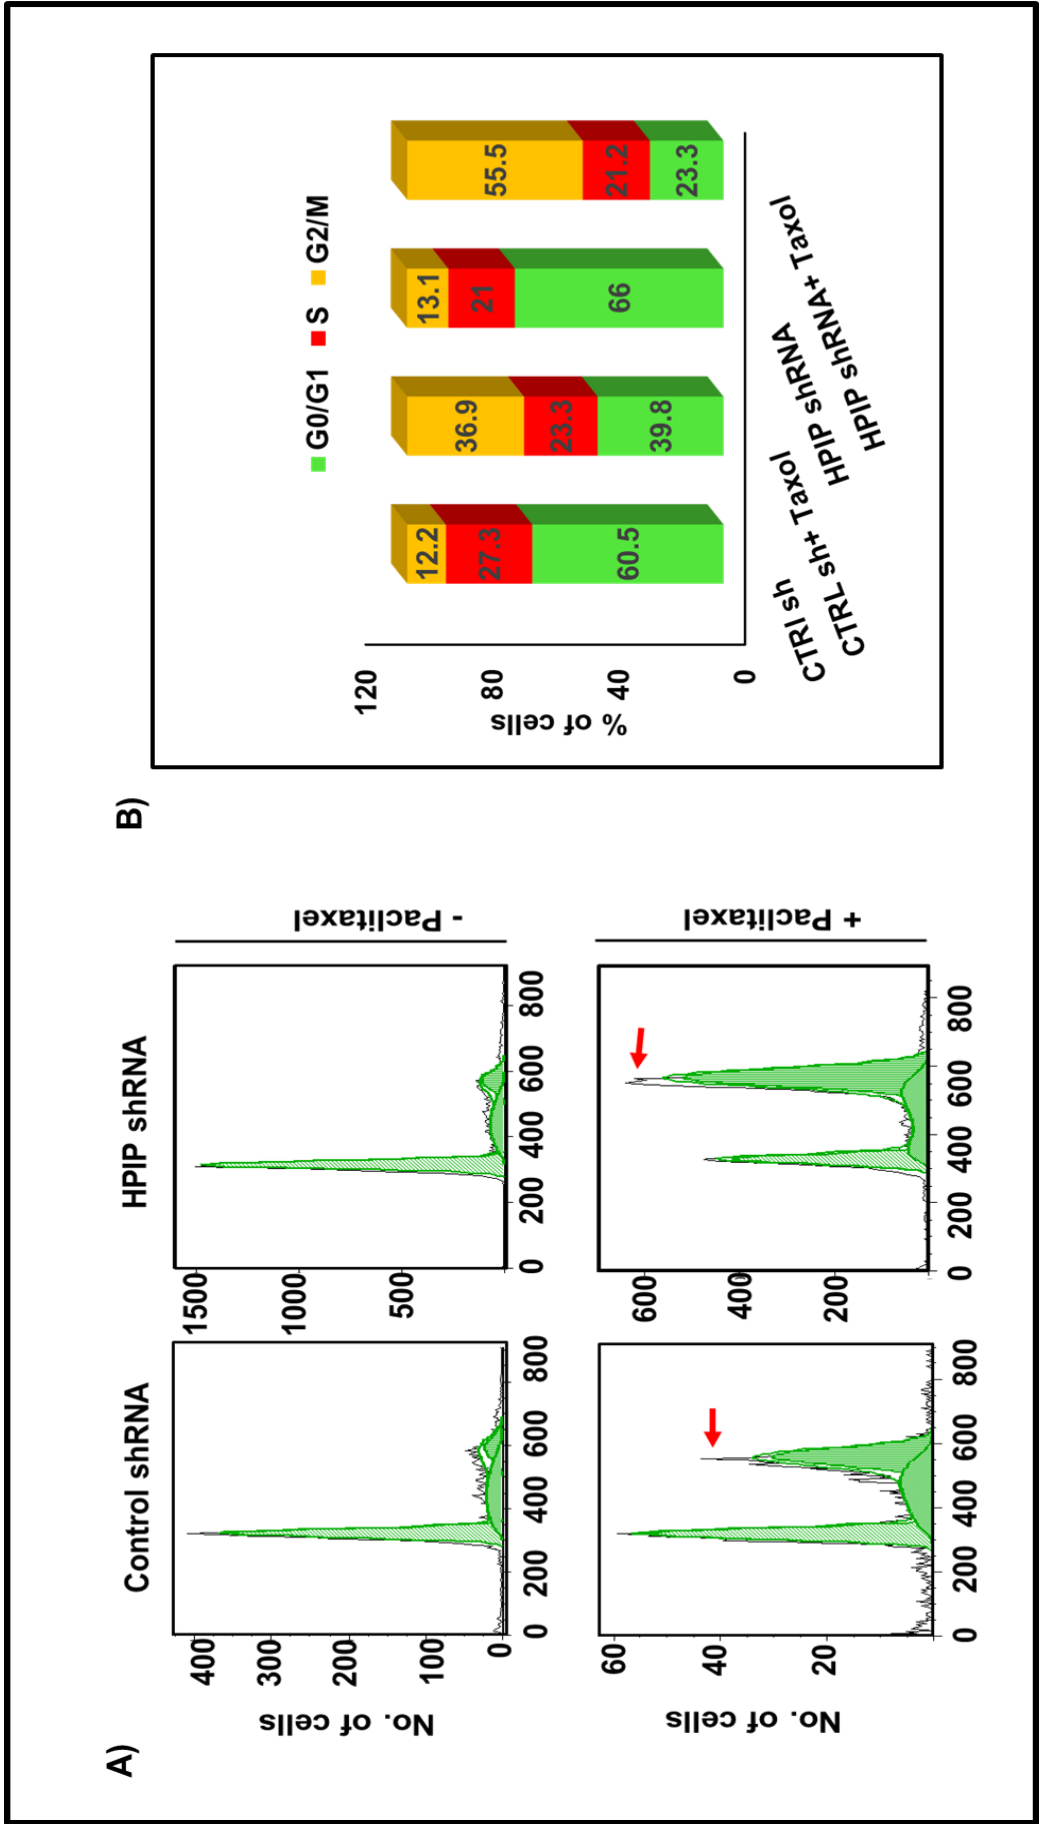 A)
Control shRNA
HPIP shRNA
No. of cells
400
300
200
100
0
0 200 400 600 800
1500
1000
500
0 200 400 600 800
- Paclitaxel
No. of cells
60
40
20
0 200 400 600 800
600
400
200
0 200 400 600 800
+ Paclitaxel
B)
G0/G1 S G2/M
% of cells
120
80
40
0
12.2 36.9 13.1 55.5
27.3 23.3 21 21.2
60.5 39.8 66 23.3
CTRl sh
CTRL sh+ Taxol
HPIP shRNA
HPIP shRNA+ Taxol